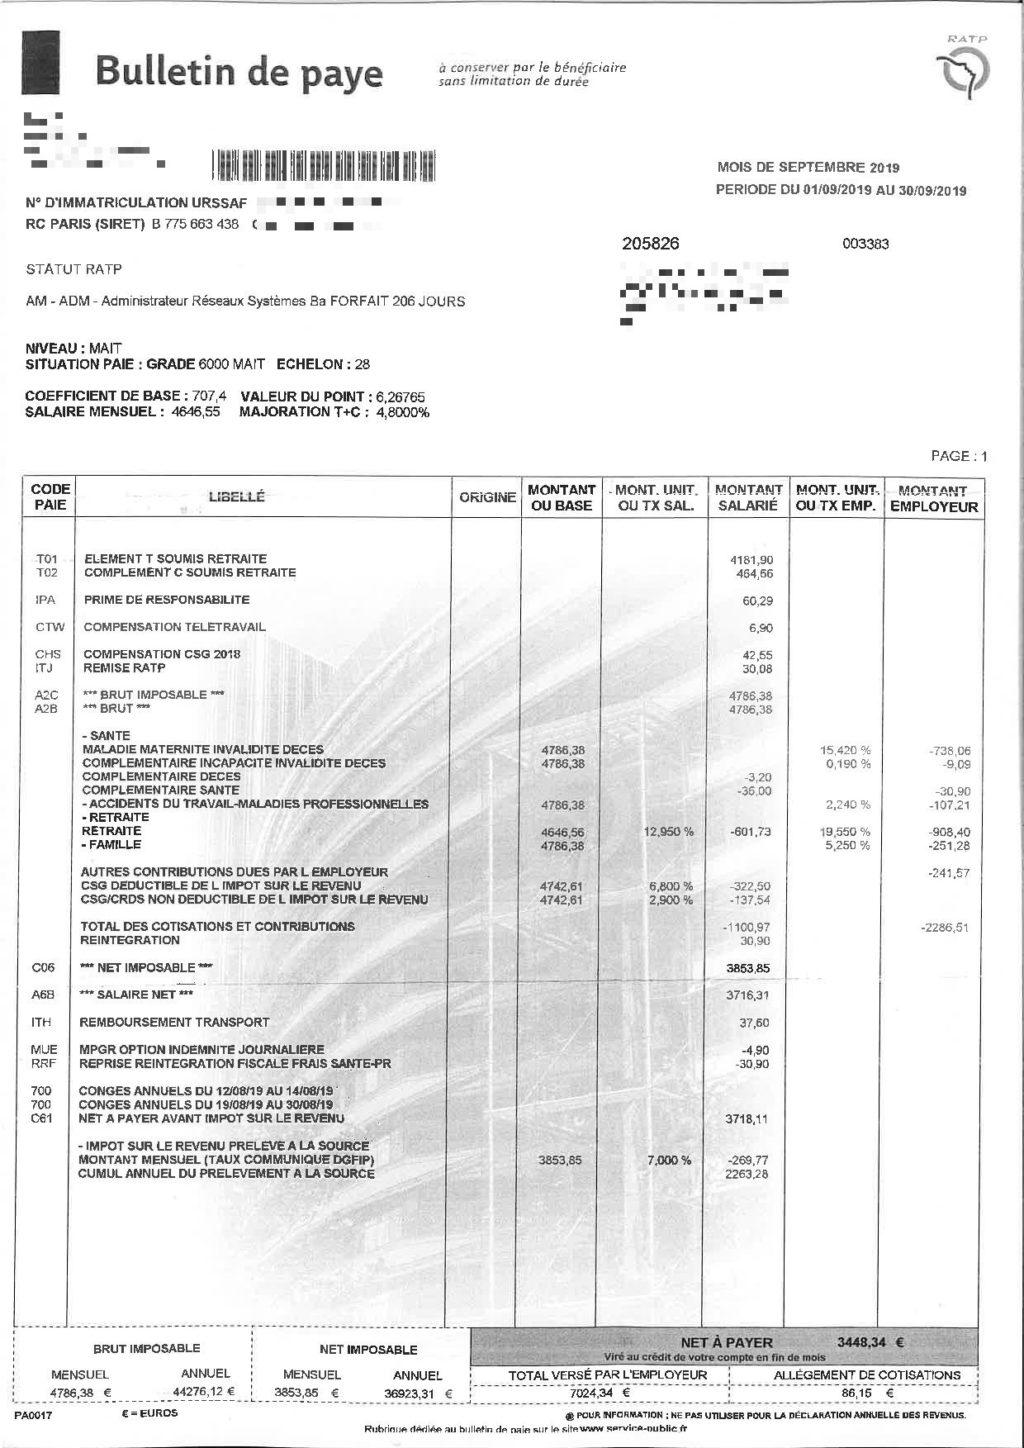 RATP
Bulletin de paye
à conserver par le bénéficiaire
sans limitation de durée
MOIS DE SEPTEMBRE 2019
PERIODE DU 01/09/2019 AU 30/09/2019
N° D'IMMATRICULATION URSSAF
RC PARIS (SIRET) B 775 663 438
205826 003383
STATUT RATP
AM - ADM - Administrateur Réseaux Systèmes Ba FORFAIT 206 JOURS
NIVEAU : MAIT
SITUATION PAIE : GRADE 6000 MAIT ECHELON : 28
COEFFICIENT DE BASE : 707,4 VALEUR DU POINT : 6,26765
SALAIRE MENSUEL : 4646,55 MAJORATION T+C : 4,8000%
PAGE : 1
CODE PAIE LIBELLÉ ORIGINE MONTANT OU BASE MONT. UNIT. OU TX SAL. MONTANT SALARIÉ MONT. UNIT. OU TX EMP. MONTANT EMPLOYEUR
T01 ELEMENT T SOUMIS RETRAITE 4181,90
T02 COMPLEMENT C SOUMIS RETRAITE 464,66
IPA PRIME DE RESPONSABILITE 60,29
CTW COMPENSATION TELETRAVAIL 6,90
CHS COMPENSATION CSG 2018 42,55
ITJ REMISE RATP 30,08
A2C *** BRUT IMPOSABLE *** 4786,38
A2B *** BRUT *** 4786,38
- SANTE
MALADIE MATERNITE INVALIDITE DECES 4786,38 15,420 % -738,06
COMPLEMENTAIRE INCAPACITE INVALIDITE DECES 4786,38 0,190 % -9,09
COMPLEMENTAIRE DECES -3,20
COMPLEMENTAIRE SANTE -36,00 -30,90
- ACCIDENTS DU TRAVAIL-MALADIES PROFESSIONNELLES 4786,38 2,240 % -107,21
- RETRAITE
RETRAITE 4646,56 12,950 % -601,73 19,550 % -908,40
- FAMILLE 4786,38 5,250 % -251,28
AUTRES CONTRIBUTIONS DUES PAR L EMPLOYEUR -241,57
CSG DEDUCTIBLE DE L IMPOT SUR LE REVENU 4742,61 6,800 % -322,50
CSG/CRDS NON DEDUCTIBLE DE L IMPOT SUR LE REVENU 4742,61 2,900 % -137,54
TOTAL DES COTISATIONS ET CONTRIBUTIONS -1100,97 -2286,51
REINTEGRATION 30,90
C06 *** NET IMPOSABLE *** 3853,85
A6B *** SALAIRE NET *** 3716,31
ITH REMBOURSEMENT TRANSPORT 37,60
MUE MPGR OPTION INDEMNITE JOURNALIERE -4,90
RRF REPRISE REINTEGRATION FISCALE FRAIS SANTE-PR -30,90
700 CONGES ANNUELS DU 12/08/19 AU 14/08/19
700 CONGES ANNUELS DU 19/08/19 AU 30/08/19
C61 NET A PAYER AVANT IMPOT SUR LE REVENU 3718,11
- IMPOT SUR LE REVENU PRELEVE A LA SOURCE
MONTANT MENSUEL (TAUX COMMUNIQUE DGFIP) 3853,85 7,000 % -269,77
CUMUL ANNUEL DU PRELEVEMENT A LA SOURCE 2263,28
BRUT IMPOSABLE NET IMPOSABLE NET À PAYER 3448,34 €
Viré au crédit de votre compte en fin de mois
MENSUEL ANNUEL MENSUEL ANNUEL TOTAL VERSÉ PAR L'EMPLOYEUR ALLÉGEMENT DE COTISATIONS
4786,38 € 44276,12 € 3853,85 € 36923,31 € 7024,34 € 86,15 €
PA0017 € = EUROS @ POUR INFORMATION : NE PAS UTILISER POUR LA DÉCLARATION ANNUELLE DES REVENUS.
Rubrique dédiée au bulletin de paie sur le site www service-public.fr